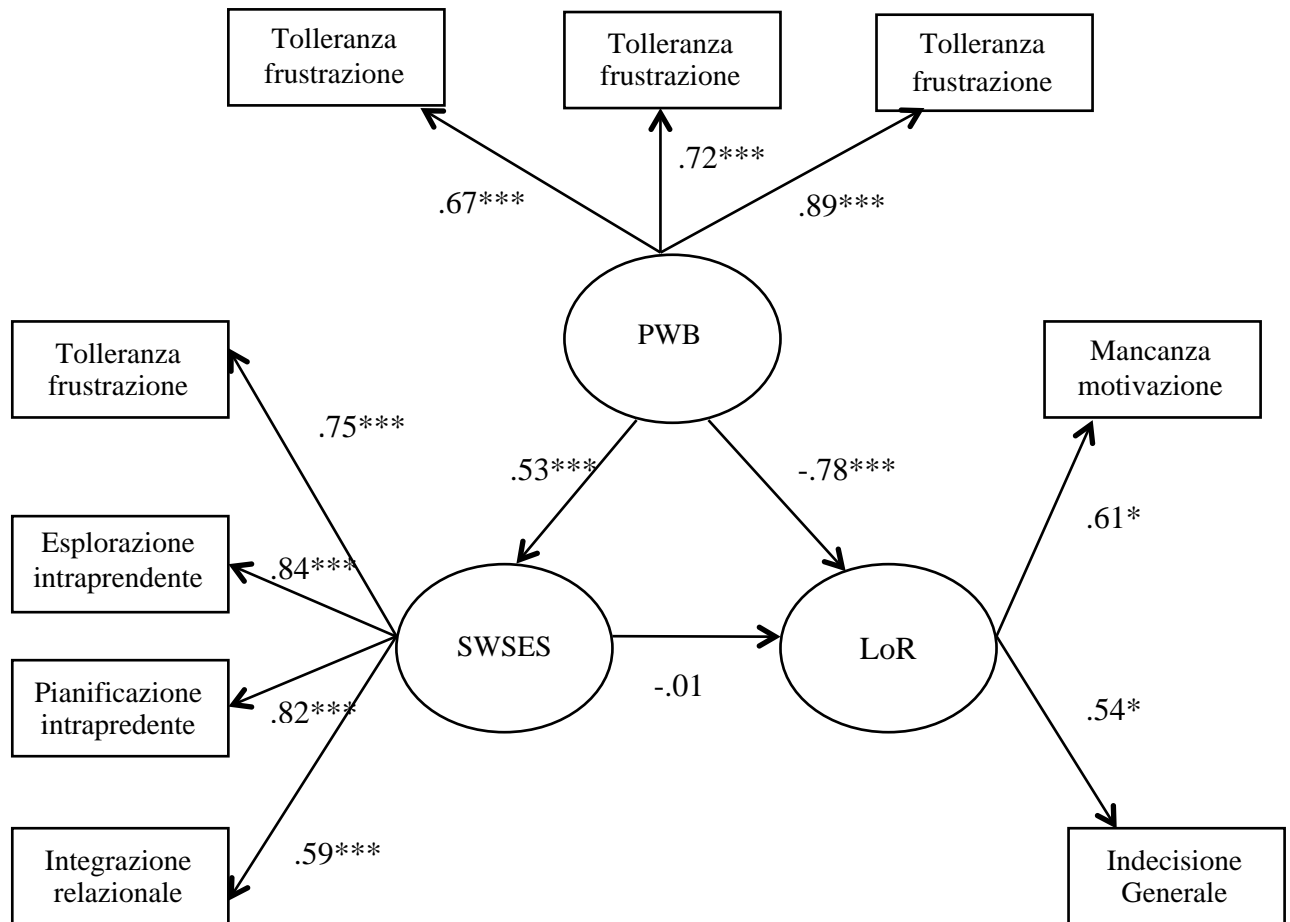 Tolleranza
frustrazione
Tolleranza
frustrazione
Tolleranza
frustrazione
.67***
.72***
.89***
PWB
Tolleranza
frustrazione
Mancanza
motivazione
.75***
.53***
-.78***
.61*
Esplorazione
intraprendente
.84***
SWSES
LoR
-.01
Pianificazione
intrapredente
.82***
.54*
Integrazione
relazionale
.59***
Indecisione
Generale